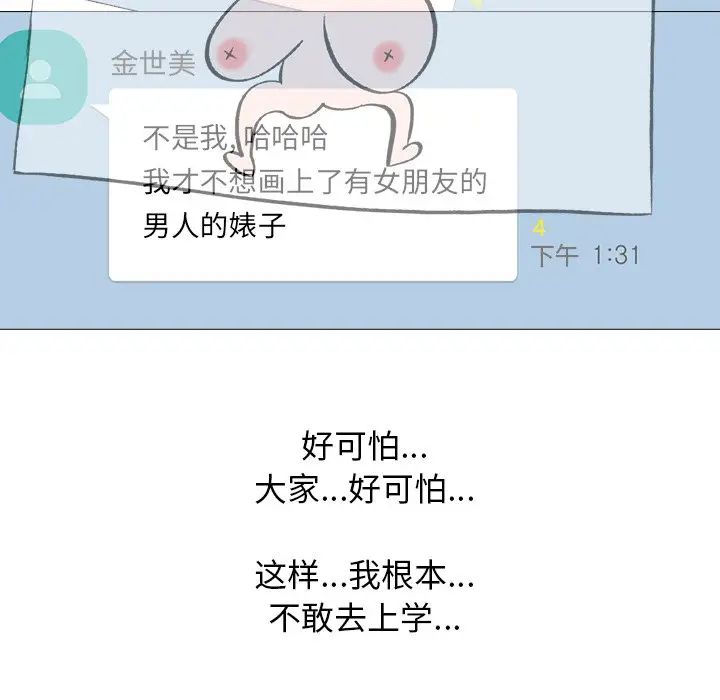 金世美
不是我, 哈哈哈
我才不想画上了有女朋友的
男人的婊子
4
下午 1:31
好可怕...
大家...好可怕...
这样...我根本...
不敢去上学...